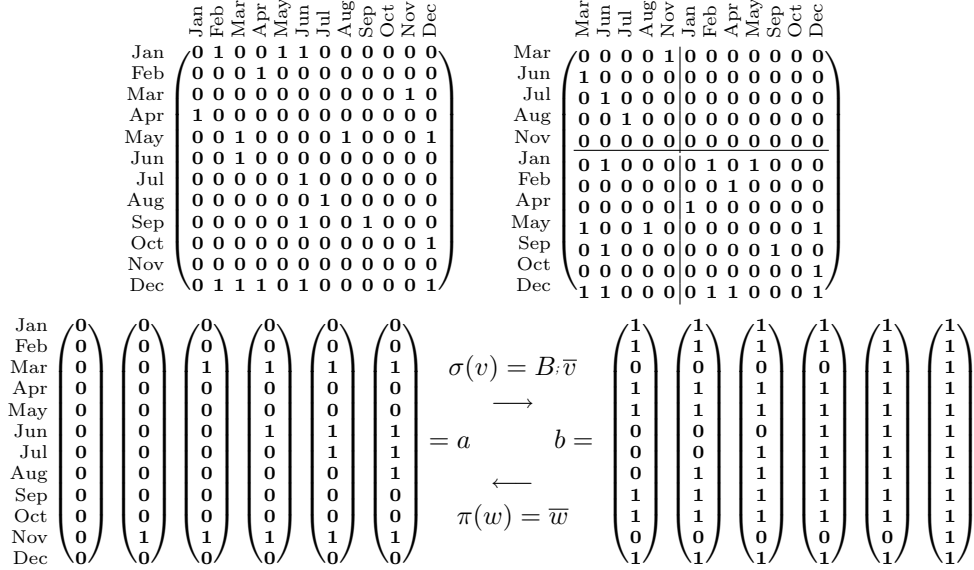 Jan Feb Mar Apr May Jun Jul Aug Sep Oct Nov Dec
Jan 0 1 0 0 1 1 0 0 0 0 0 0
Feb 0 0 0 1 0 0 0 0 0 0 0 0
Mar 0 0 0 0 0 0 0 0 0 0 1 0
Apr 1 0 0 0 0 0 0 0 0 0 0 0
May 0 0 1 0 0 0 0 1 0 0 0 1
Jun 0 0 1 0 0 0 0 0 0 0 0 0
Jul 0 0 0 0 0 1 0 0 0 0 0 0
Aug 0 0 0 0 0 0 1 0 0 0 0 0
Sep 0 0 0 0 0 1 0 0 1 0 0 0
Oct 0 0 0 0 0 0 0 0 0 0 0 1
Nov 0 0 0 0 0 0 0 0 0 0 0 0
Dec 0 1 1 1 0 1 0 0 0 0 0 1
Mar Jun Jul Aug Nov Jan Feb Apr May Sep Oct Dec
Mar 0 0 0 0 1 0 0 0 0 0 0 0
Jun 1 0 0 0 0 0 0 0 0 0 0 0
Jul 0 1 0 0 0 0 0 0 0 0 0 0
Aug 0 0 1 0 0 0 0 0 0 0 0 0
Nov 0 0 0 0 0 0 0 0 0 0 0 0
Jan 0 1 0 0 0 0 1 0 1 0 0 0
Feb 0 0 0 0 0 0 0 1 0 0 0 0
Apr 0 0 0 0 0 1 0 0 0 0 0 0
May 1 0 0 1 0 0 0 0 0 0 0 1
Sep 0 1 0 0 0 0 0 0 0 1 0 0
Oct 0 0 0 0 0 0 0 0 0 0 0 1
Dec 1 1 0 0 0 0 1 1 0 0 0 1
Jan 0 0 0 0 0 0
Feb 0 0 0 0 0 0
Mar 0 0 1 1 1 1
Apr 0 0 0 0 0 0
May 0 0 0 0 0 0
Jun 0 0 0 1 1 1
Jul 0 0 0 0 1 1
Aug 0 0 0 0 0 1
Sep 0 0 0 0 0 0
Oct 0 0 0 0 0 0
Nov 0 1 1 1 1 1
Dec 0 0 0 0 0 0
= a
σ(v) = B;v̅
⟶
⟵
π(w) = w̅
b =
1 1 1 1 1 1
1 1 1 1 1 1
0 0 0 0 1 1
1 1 1 1 1 1
1 1 1 1 1 1
0 0 0 1 1 1
0 0 1 1 1 1
0 1 1 1 1 1
1 1 1 1 1 1
1 1 1 1 1 1
0 0 0 0 0 1
1 1 1 1 1 1